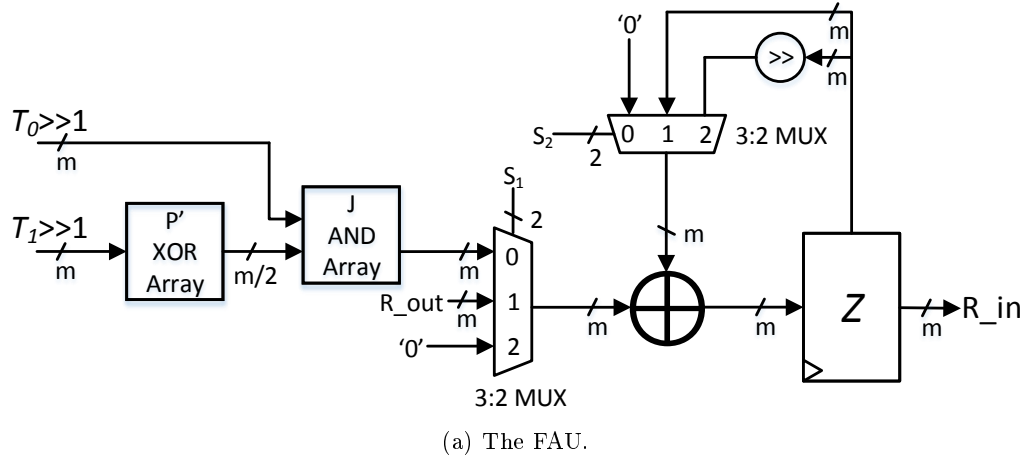 '0'
m
>>
m
T0>>1
m
S2
2
0 1 2
3:2 MUX
S1
2
T1>>1
m
P'
XOR
Array
m/2
J
AND
Array
m
0
m
R_out
m
1
m
m
Z
m
R_in
'0'
2
3:2 MUX
(a) The FAU.